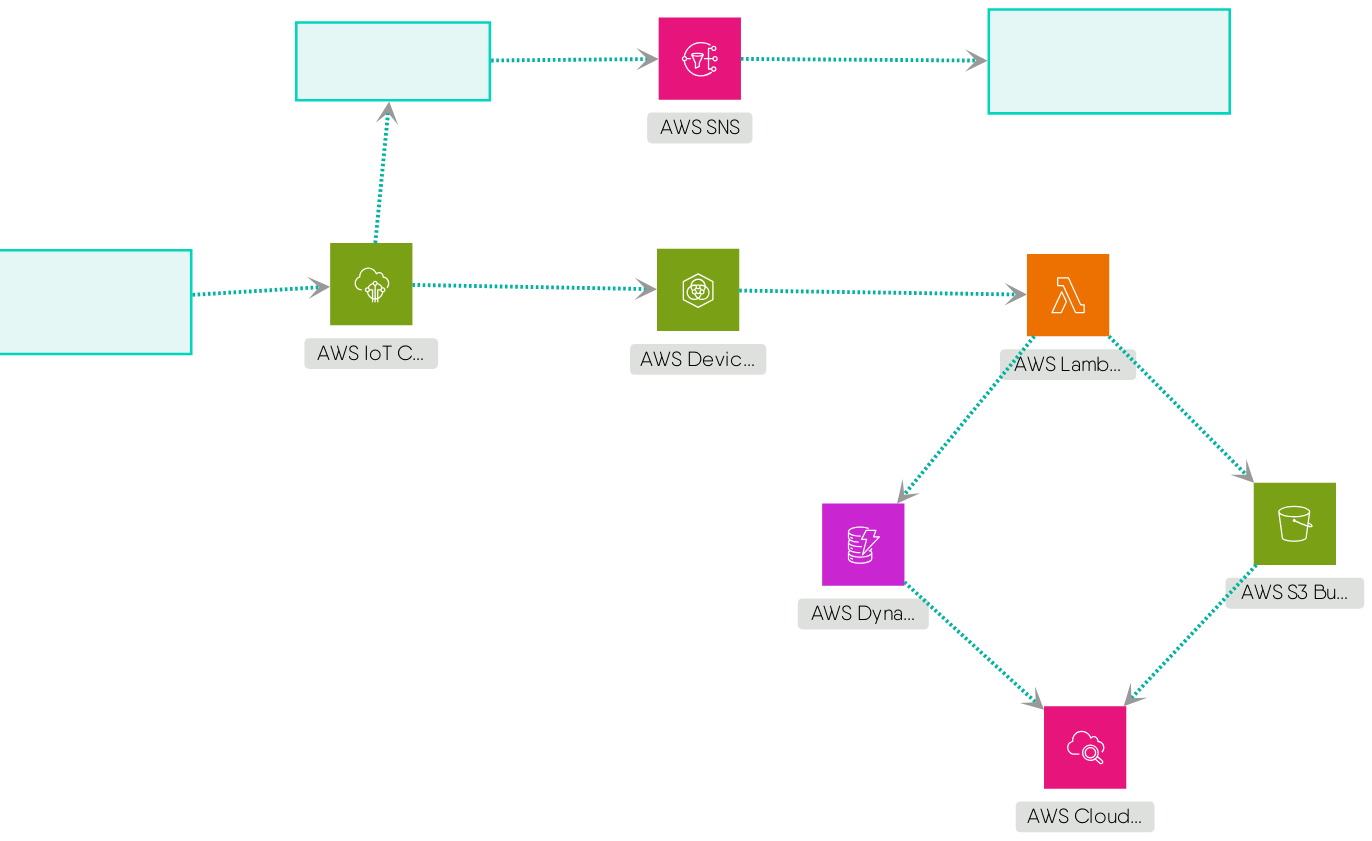 AWS SNS
AWS IoT C...
AWS Devic...
AWS Lamb...
AWS Dyna...
AWS S3 Bu...
AWS Cloud...